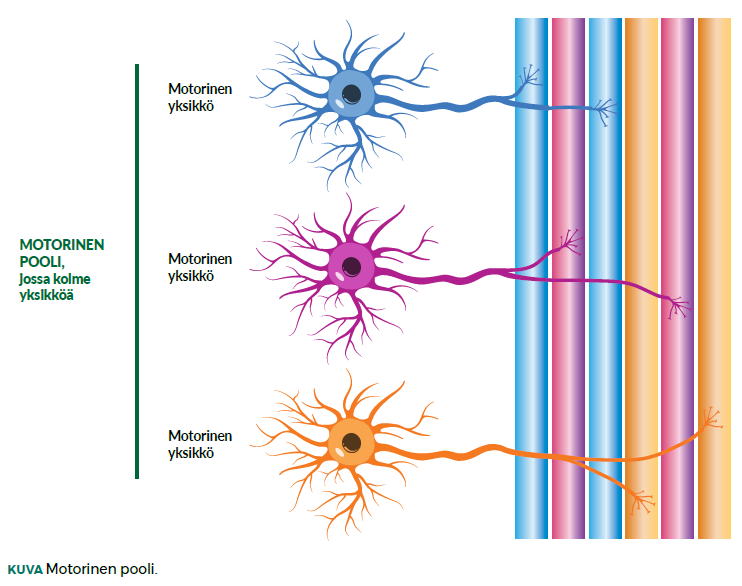 Motorinen
yksikkö
MOTORINEN
POOLI,
jossa kolme
yksikköä
Motorinen
yksikkö
Motorinen
yksikkö
KUVA Motorinen pooli.